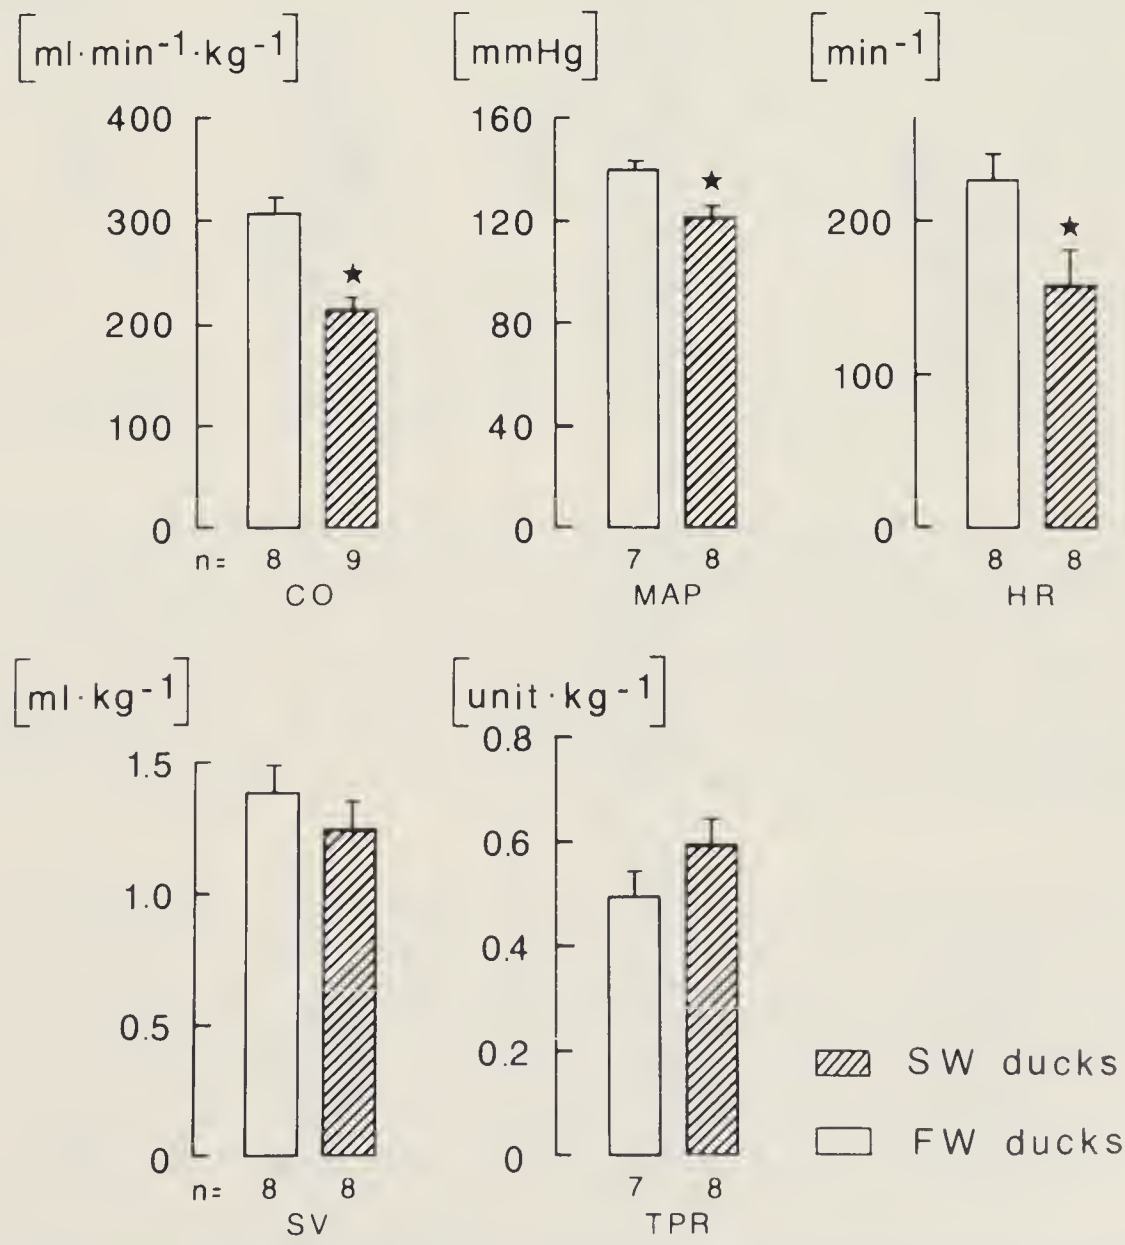 [ml·min⁻¹·kg⁻¹]
400
300
200
100
0
★
n= 8 9
CO
[mmHg]
160
120
80
40
0
★
7 8
MAP
[min⁻¹]
200
100
0
★
8 8
HR
[ml·kg⁻¹]
1.5
1.0
0.5
0
n= 8 8
SV
[unit·kg⁻¹]
0.8
0.6
0.4
0.2
0
7 8
TPR
SW ducks
FW ducks